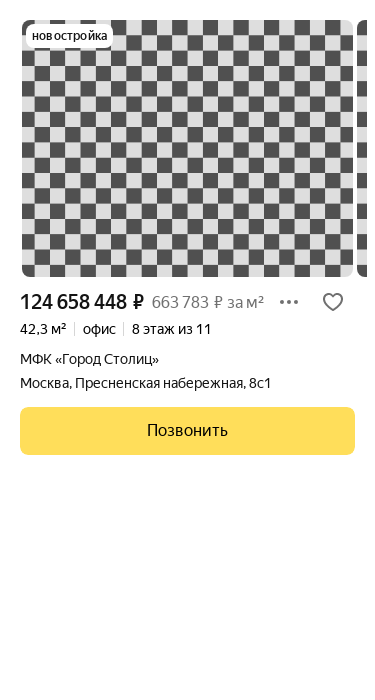 новостройка
124 658 448 ₽ 663 783 ₽ за м²
42,3 м² офис 8 этаж из 11
МФК «Город Столиц»
Москва, Пресненская набережная, 8с1
Позвонить